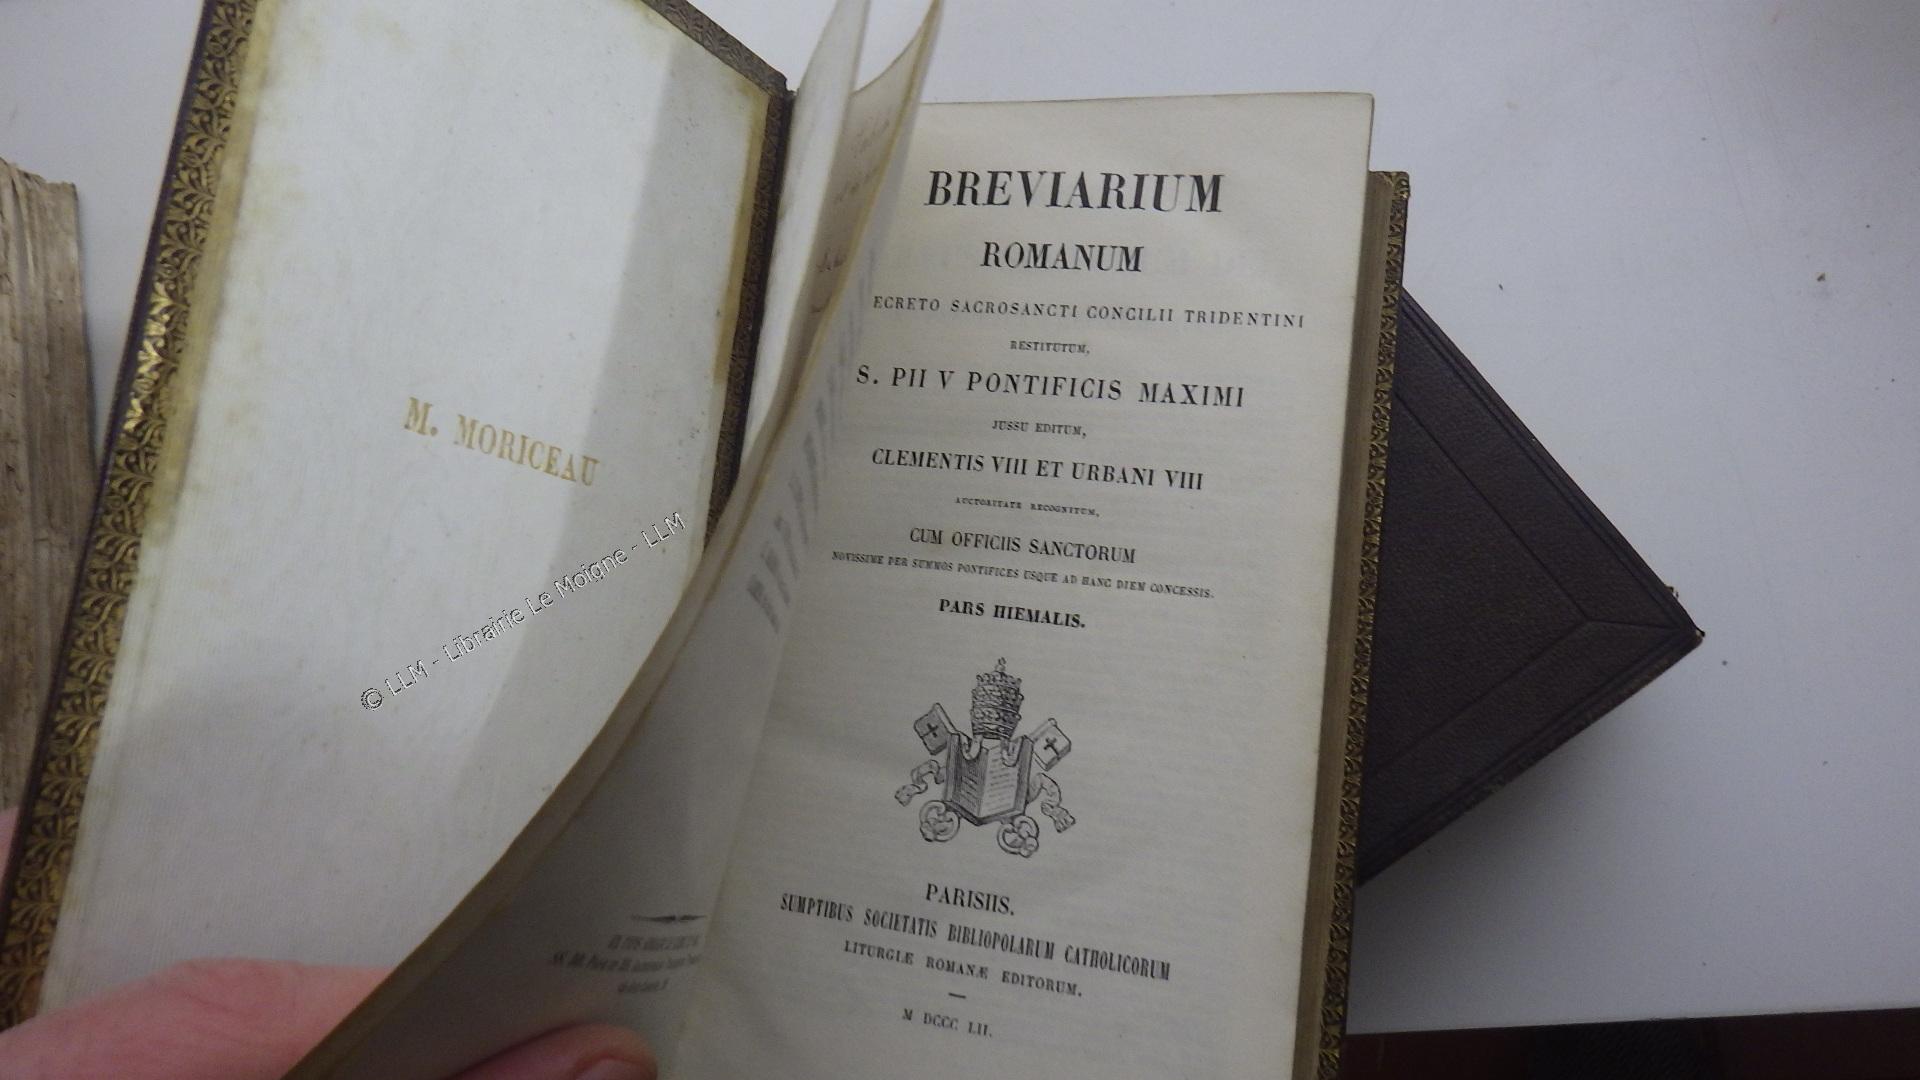 M. MORICEAU
© LLM - Librairie Le Moigne - LLM
BREVIARIUM
ROMANUM
ECRETO SACROSANCTI CONCILII TRIDENTINI
RESTITUTUM,
S. PII V PONTIFICIS MAXIMI
JUSSU EDITUM,
CLEMENTIS VIII ET URBANI VIII
AUCTORITATE RECOGNITUM,
CUM OFFICIIS SANCTORUM
NOVISSIME PER SUMMOS PONTIFICES USQUE AD HANC DIEM CONCESSIS.
PARS HIEMALIS.
PARISIIS.
SUMPTIBUS SOCIETATIS BIBLIOPOLARUM CATHOLICORUM
LITURGIÆ ROMANÆ EDITORUM.
—
M DCCC LII.